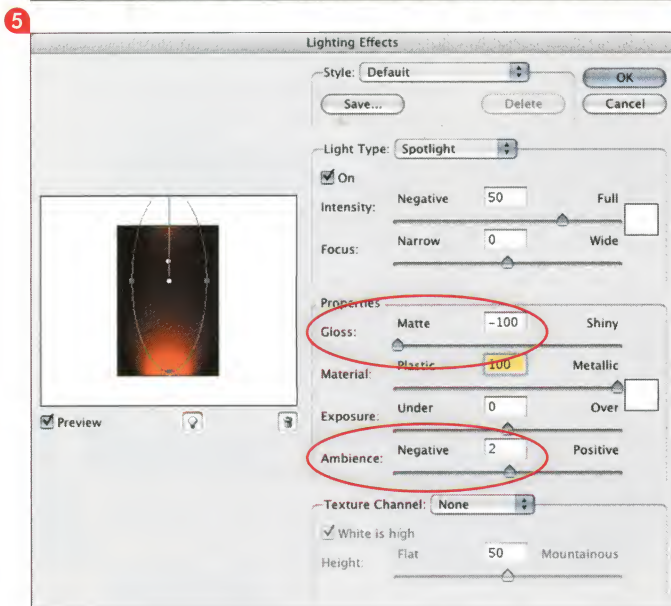 5
Lighting Effects
Style: Default
OK
Save...
Delete
Cancel
Light Type: Spotlight
On
Intensity:
Negative
50
Full
Focus:
Narrow
0
Wide
Properties
Gloss:
Matte
-100
Shiny
Material:
Plastic
100
Metallic
Exposure:
Under
0
Over
Ambience:
Negative
2
Positive
Preview
Texture Channel: None
White is high
Height:
Flat
50
Mountainous